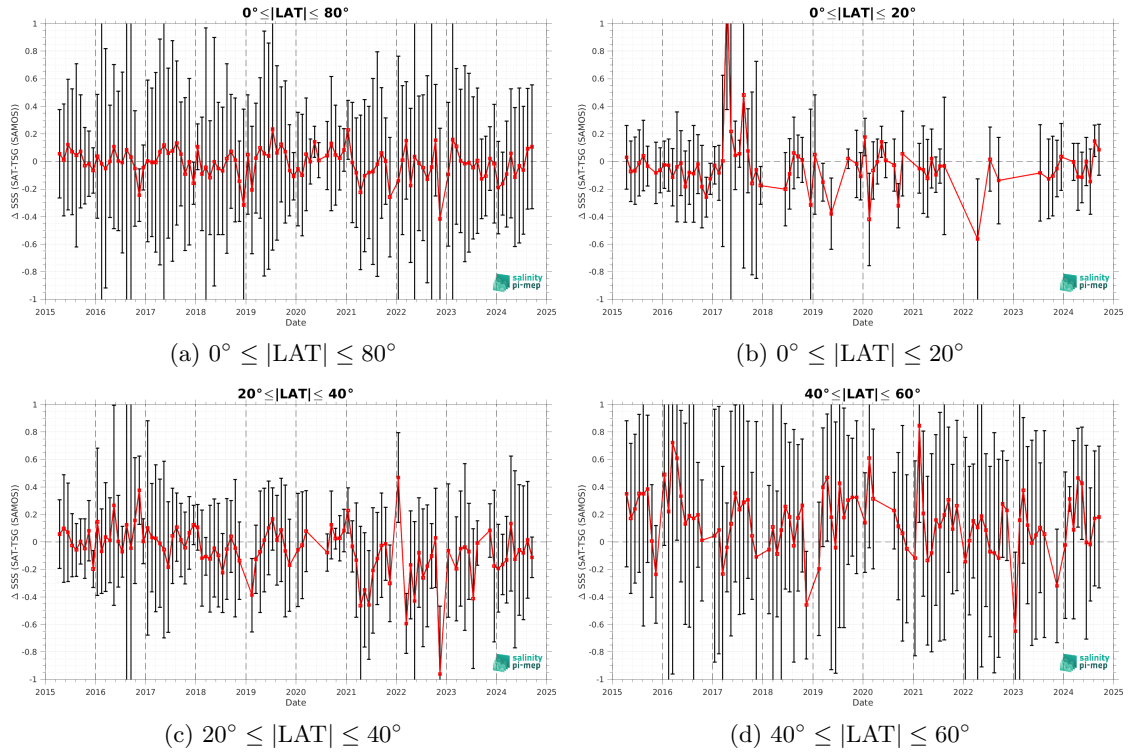 0°≤|LAT|≤ 80°
Δ SSS (SAT-TSG (SAMOS))
1
0.8
0.6
0.4
0.2
0
-0.2
-0.4
-0.6
-0.8
-1
2015 2016 2017 2018 2019 2020 2021 2022 2023 2024 2025
Date
salinity
pi-mep
(a) 0° ≤ |LAT| ≤ 80°
0°≤|LAT|≤ 20°
Δ SSS (SAT-TSG (SAMOS))
1
0.8
0.6
0.4
0.2
0
-0.2
-0.4
-0.6
-0.8
-1
2015 2016 2017 2018 2019 2020 2021 2022 2023 2024 2025
Date
salinity
pi-mep
(b) 0° ≤ |LAT| ≤ 20°
20°≤|LAT|≤ 40°
Δ SSS (SAT-TSG (SAMOS))
1
0.8
0.6
0.4
0.2
0
-0.2
-0.4
-0.6
-0.8
-1
2015 2016 2017 2018 2019 2020 2021 2022 2023 2024 2025
Date
salinity
pi-mep
(c) 20° ≤ |LAT| ≤ 40°
40°≤|LAT|≤ 60°
Δ SSS (SAT-TSG (SAMOS))
1
0.8
0.6
0.4
0.2
0
-0.2
-0.4
-0.6
-0.8
-1
2015 2016 2017 2018 2019 2020 2021 2022 2023 2024 2025
Date
salinity
pi-mep
(d) 40° ≤ |LAT| ≤ 60°